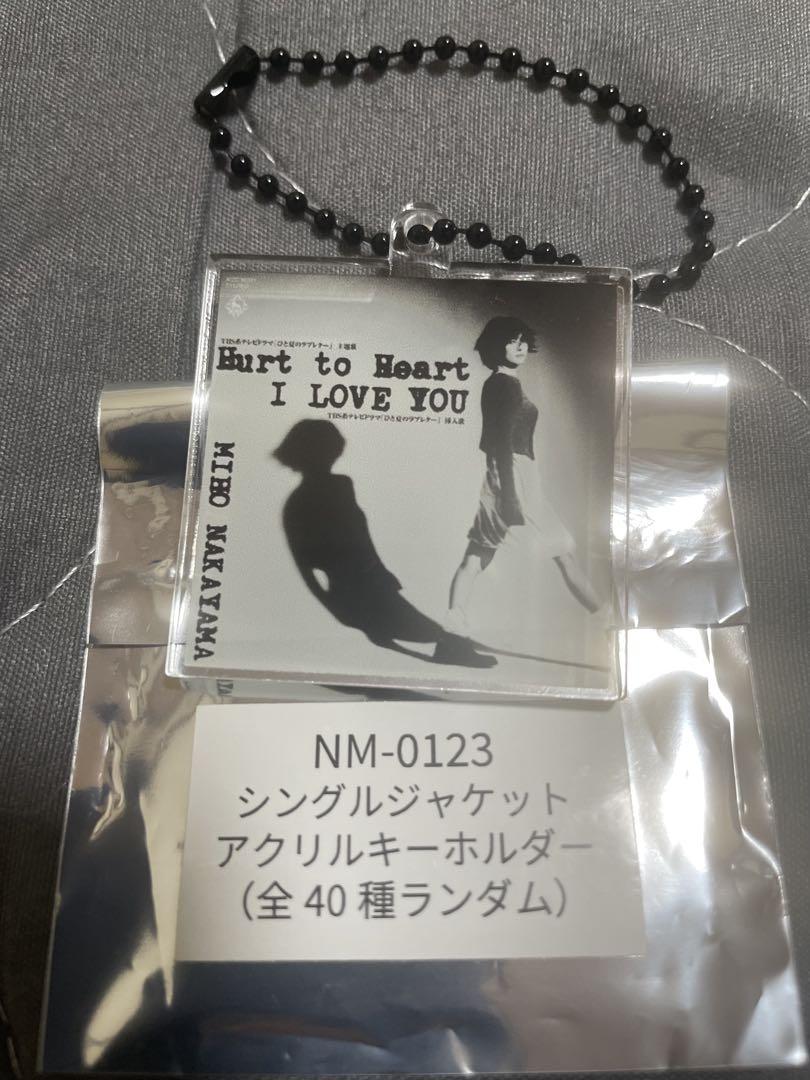 TBS系テレビドラマ「ひと夏のラブレター」主題歌
Hurt to Heart
I LOVE YOU
TBS系テレビドラマ「ひと夏のラブレター」挿入歌
MIHO NAKAYAMA
NM-0123
シングルジャケット
アクリルキーホルダー
(全 40 種ランダム)